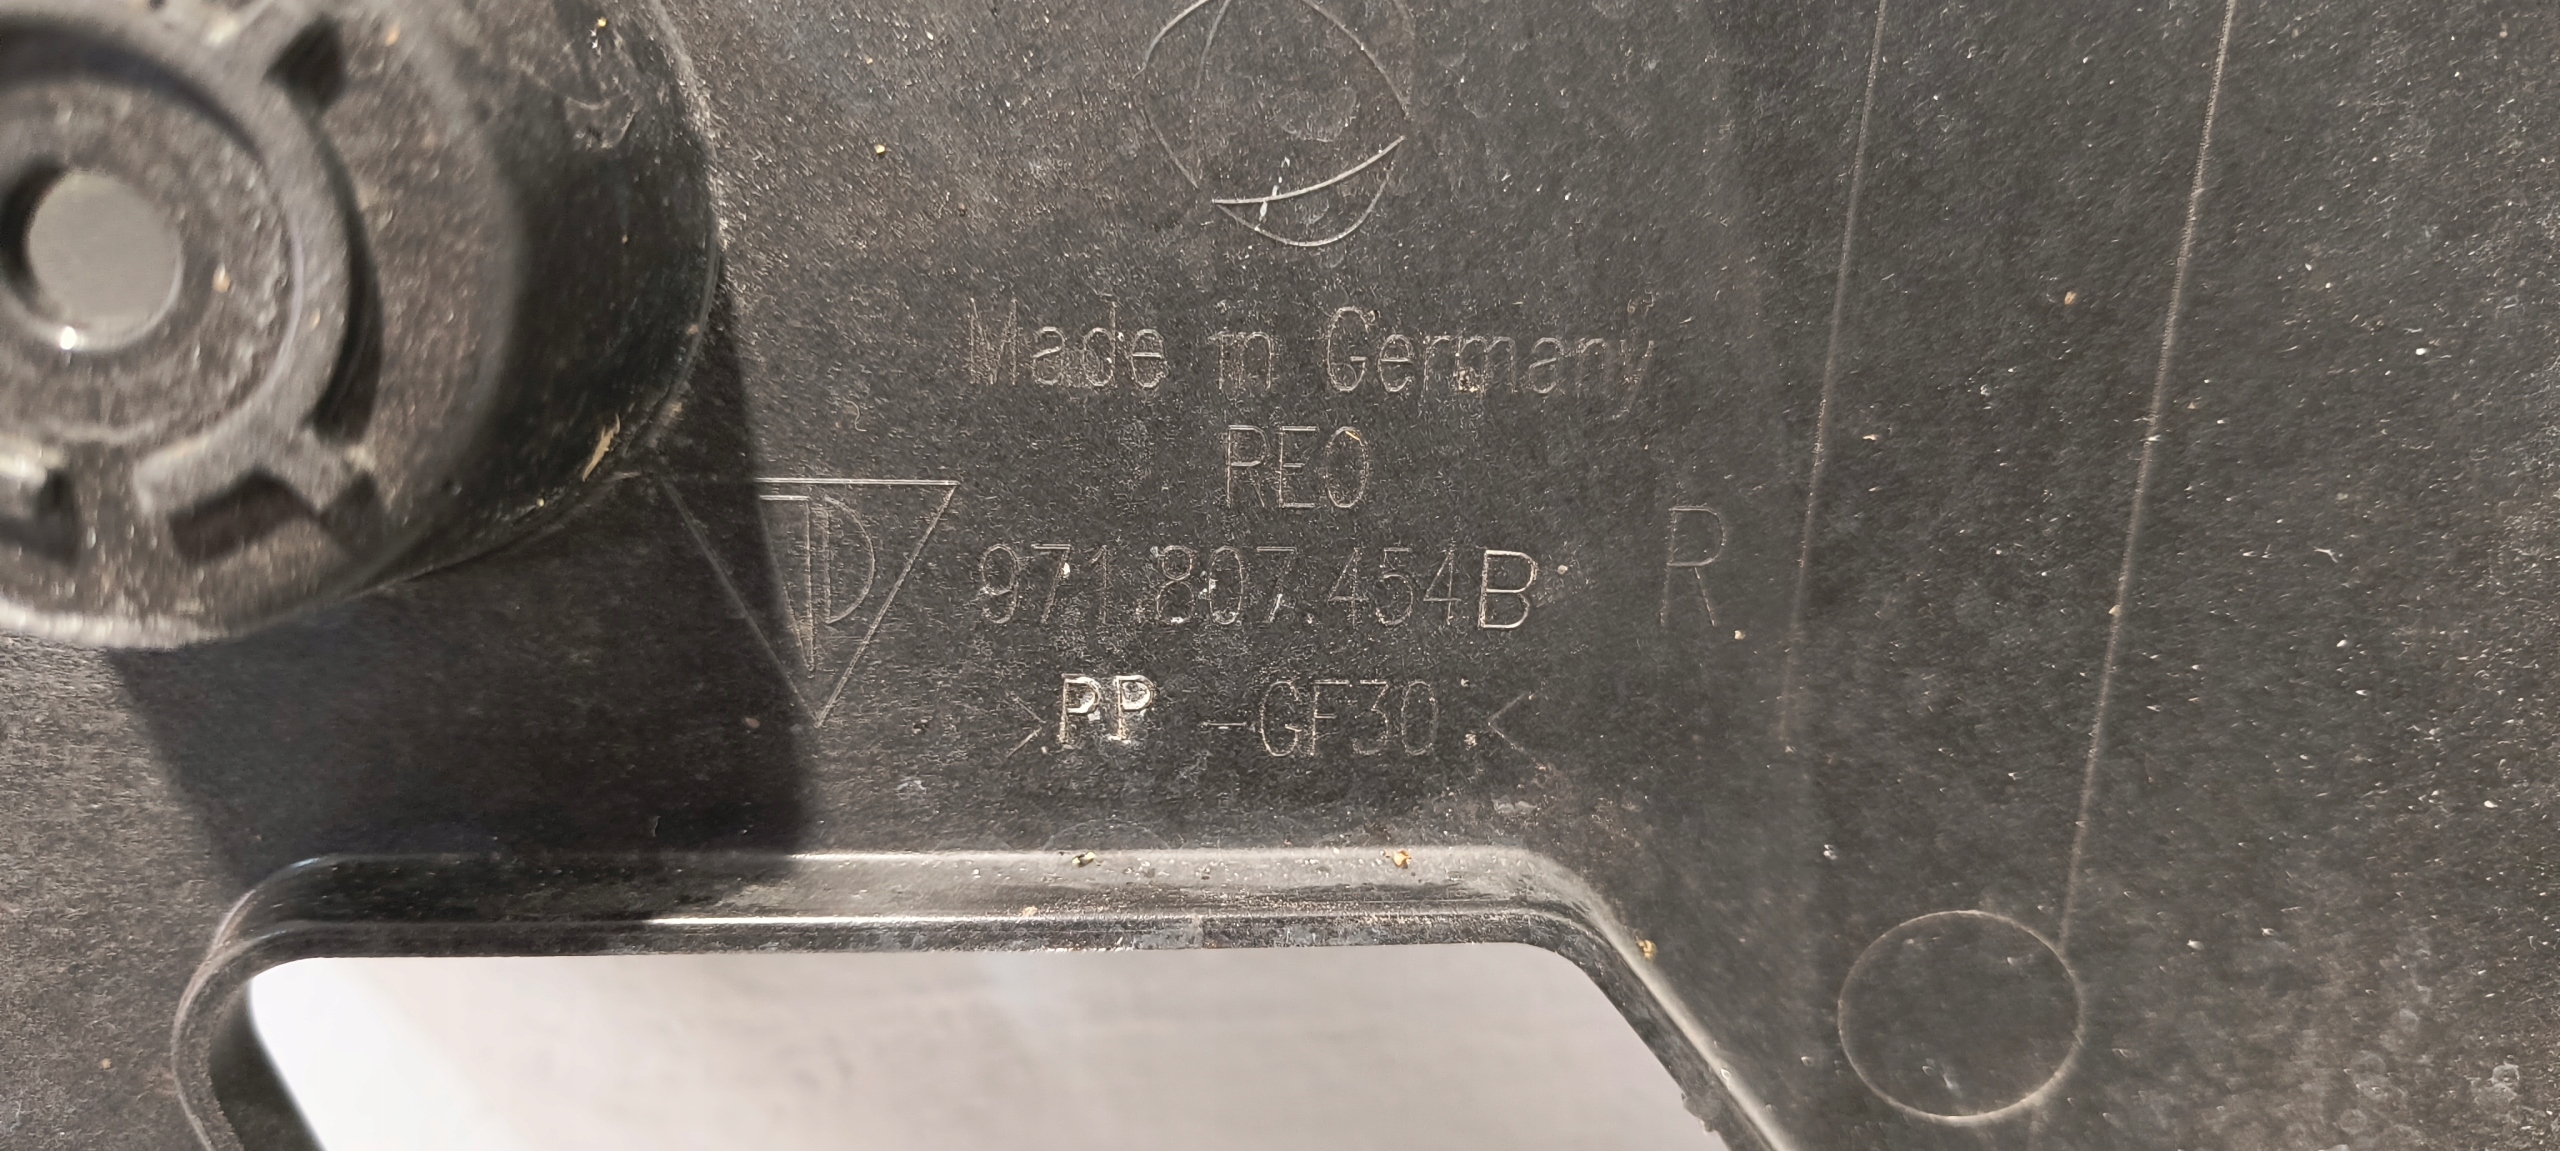 Made in Germany
REO
971.807.454B R
>PP -GF30<